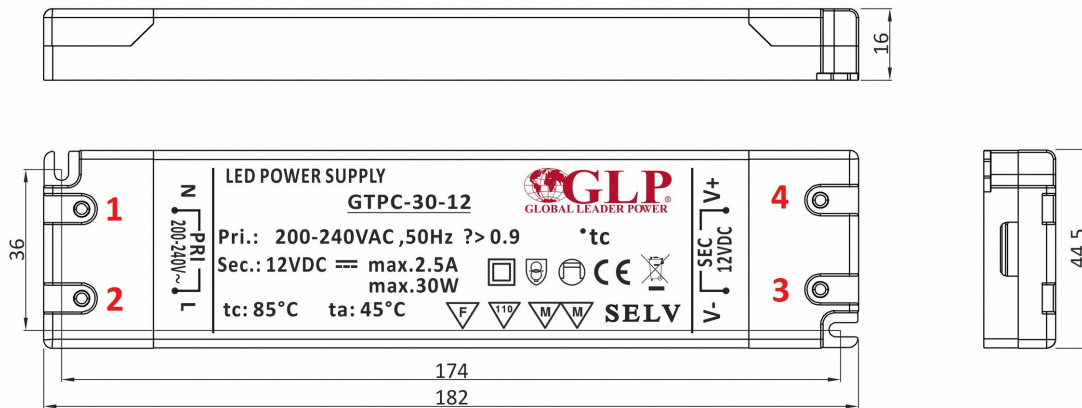 16
LED POWER SUPPLY
GTPC-30-12
GLP®
GLOBAL LEADER POWER
Pri.: 200-240VAC ,50Hz ?> 0.9
•tc
Sec.: 12VDC max.2.5A
max.30W
CE
tc: 85°C ta: 45°C
F
110
M M
SELV
N
PRI
200-240V~
L
1
2
V+
SEC
12VDC
V-
4
3
36
44.5
174
182